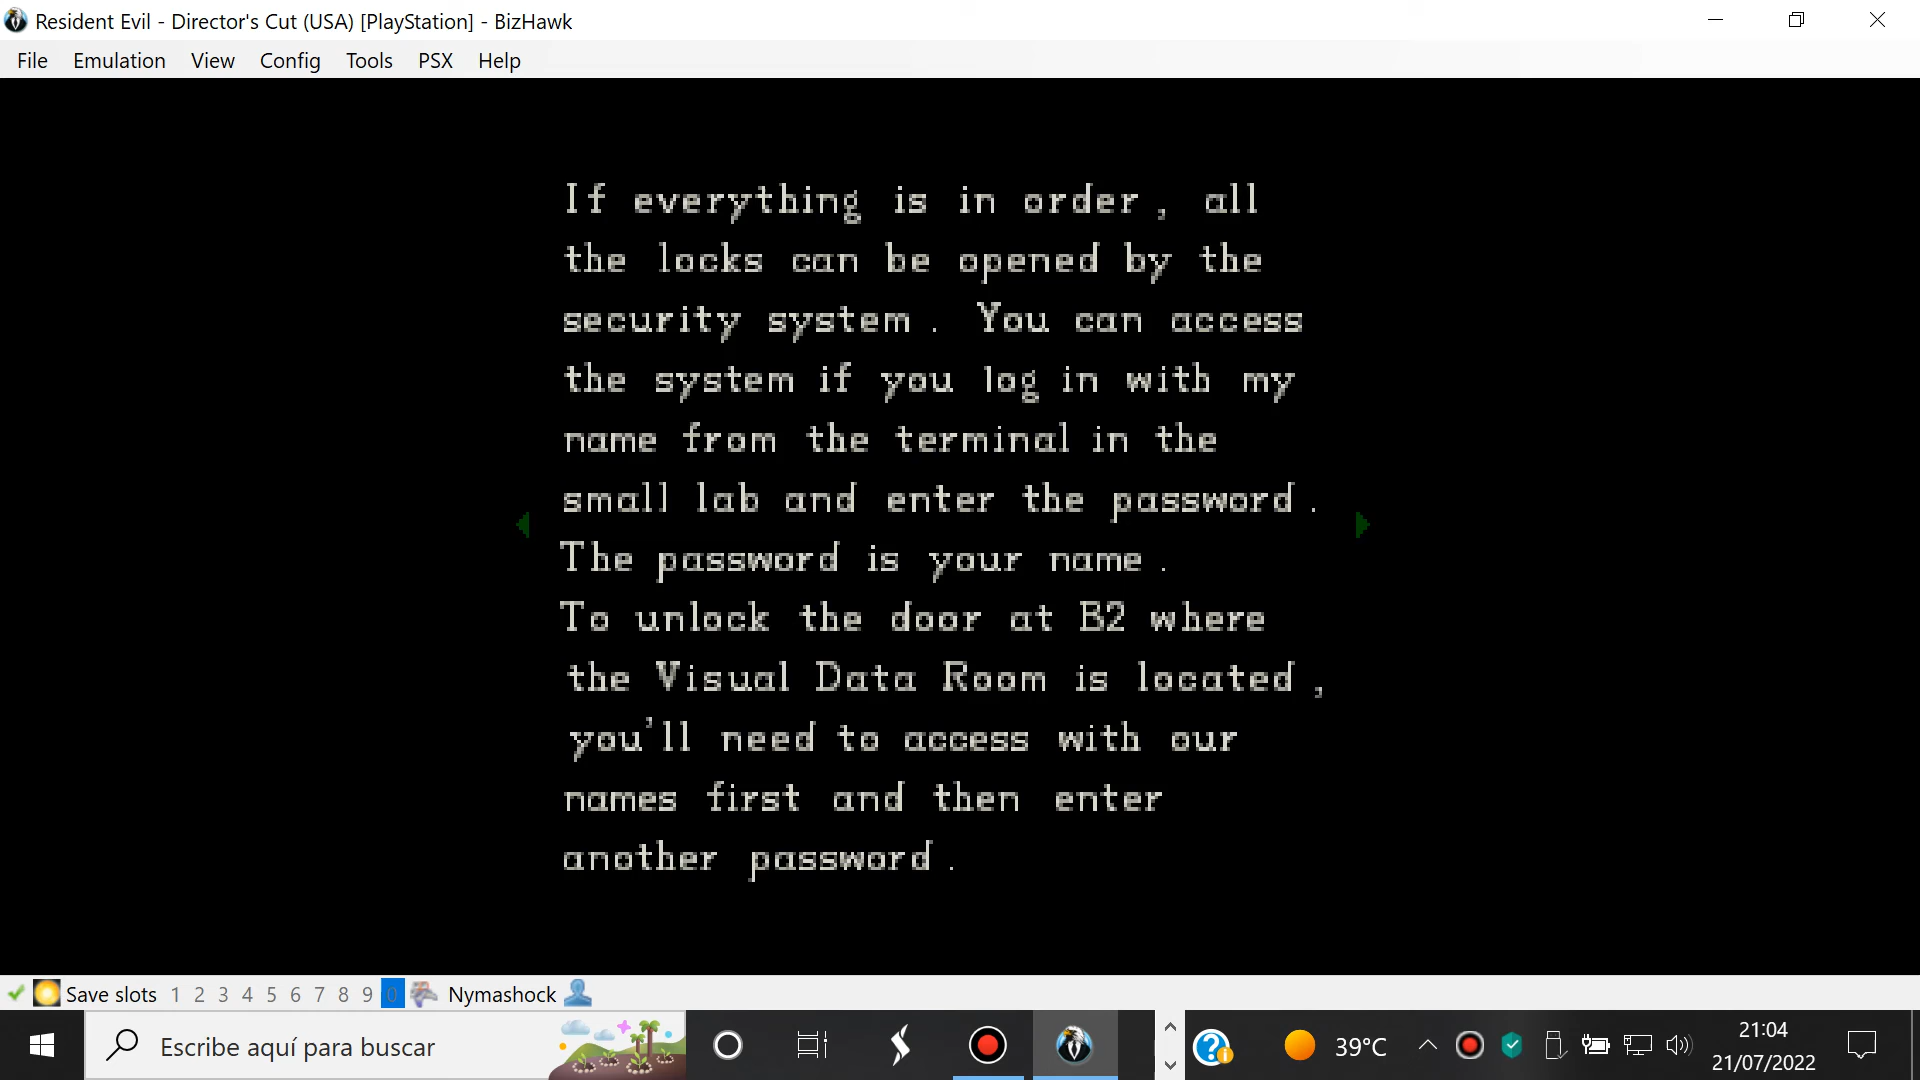 Resident Evil - Director's Cut (USA) [PlayStation] - BizHawk
File Emulation View Config Tools PSX Help
If everything is in order, all
the locks can be opened by the
security system. You can access
the system if you log in with my
name from the terminal in the
small lab and enter the password.
The password is your name.
To unlock the door at B2 where
the Visual Data Room is located,
you'll need to access with our
names first and then enter
another password.
Save slots 1 2 3 4 5 6 7 8 9 0 Nymashock
Escribe aquí para buscar
39°C
21:04
21/07/2022